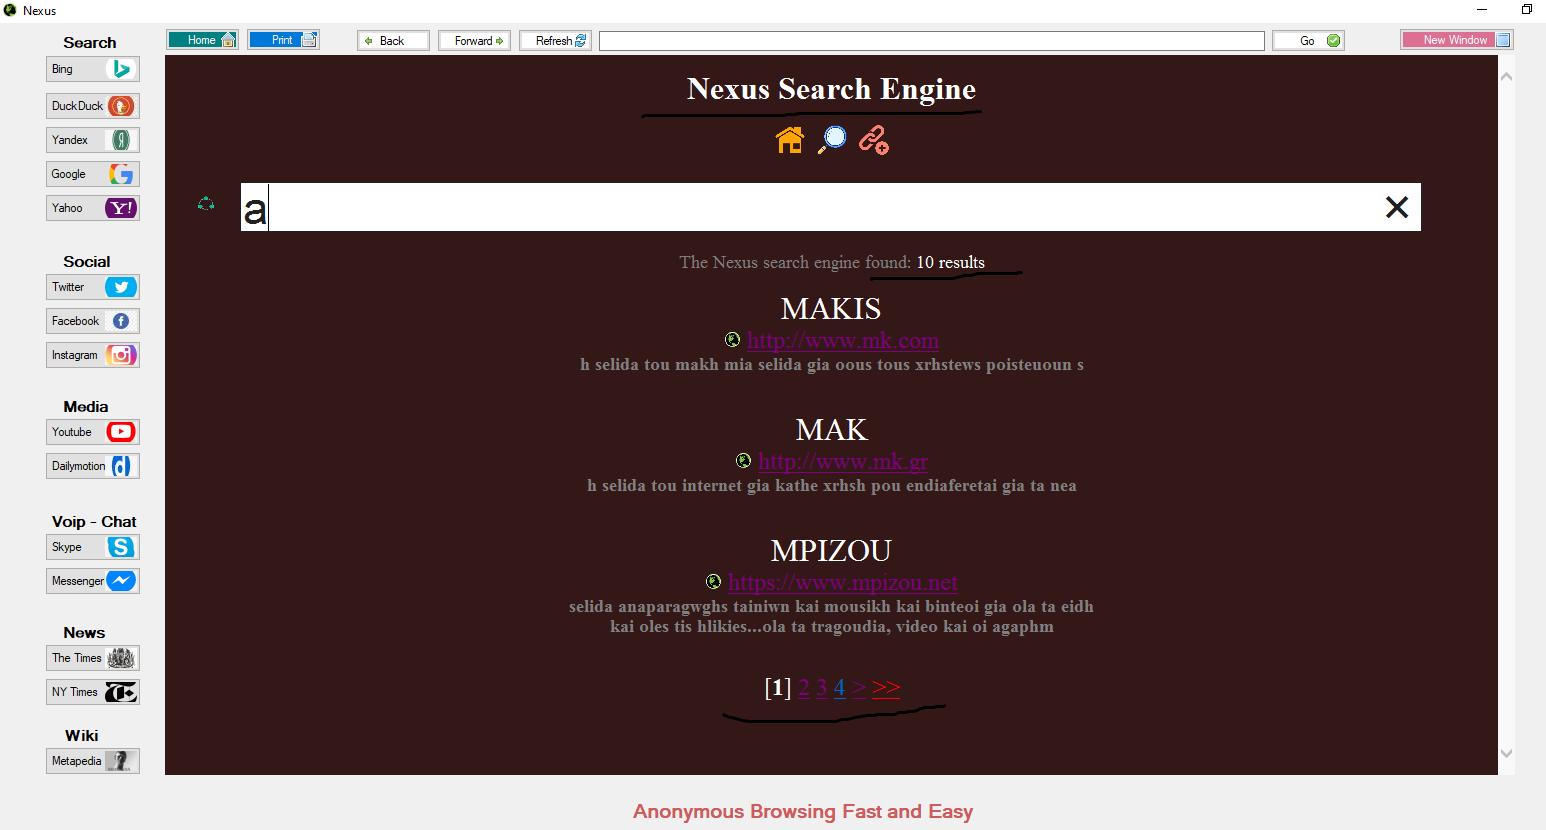 Nexus
Search
Bing
DuckDuck
Yandex
Google
Yahoo
Social
Twitter
Facebook
Instagram
Media
Youtube
Dailymotion
Voip - Chat
Skype
Messenger
News
The Times
NY Times
Wiki
Metapedia
Home Print Back Forward Refresh Go New Window
Nexus Search Engine
a
The Nexus search engine found: 10 results
MAKIS
http://www.mk.com
h selida tou makh mia selida gia oous tous xrhstews poisteuoun s
MAK
http://www.mk.gr
h selida tou internet gia kathe xrhsh pou endiaferetai gia ta nea
MPIZOU
https://www.mpizou.net
selida anaparagwghs tainiwn kai mousikh kai binteoi gia ola ta eidh
kai oles tis hlikies...ola ta tragoudia, video kai oi agaphm
[1] 2 3 4 > >>
Anonymous Browsing Fast and Easy